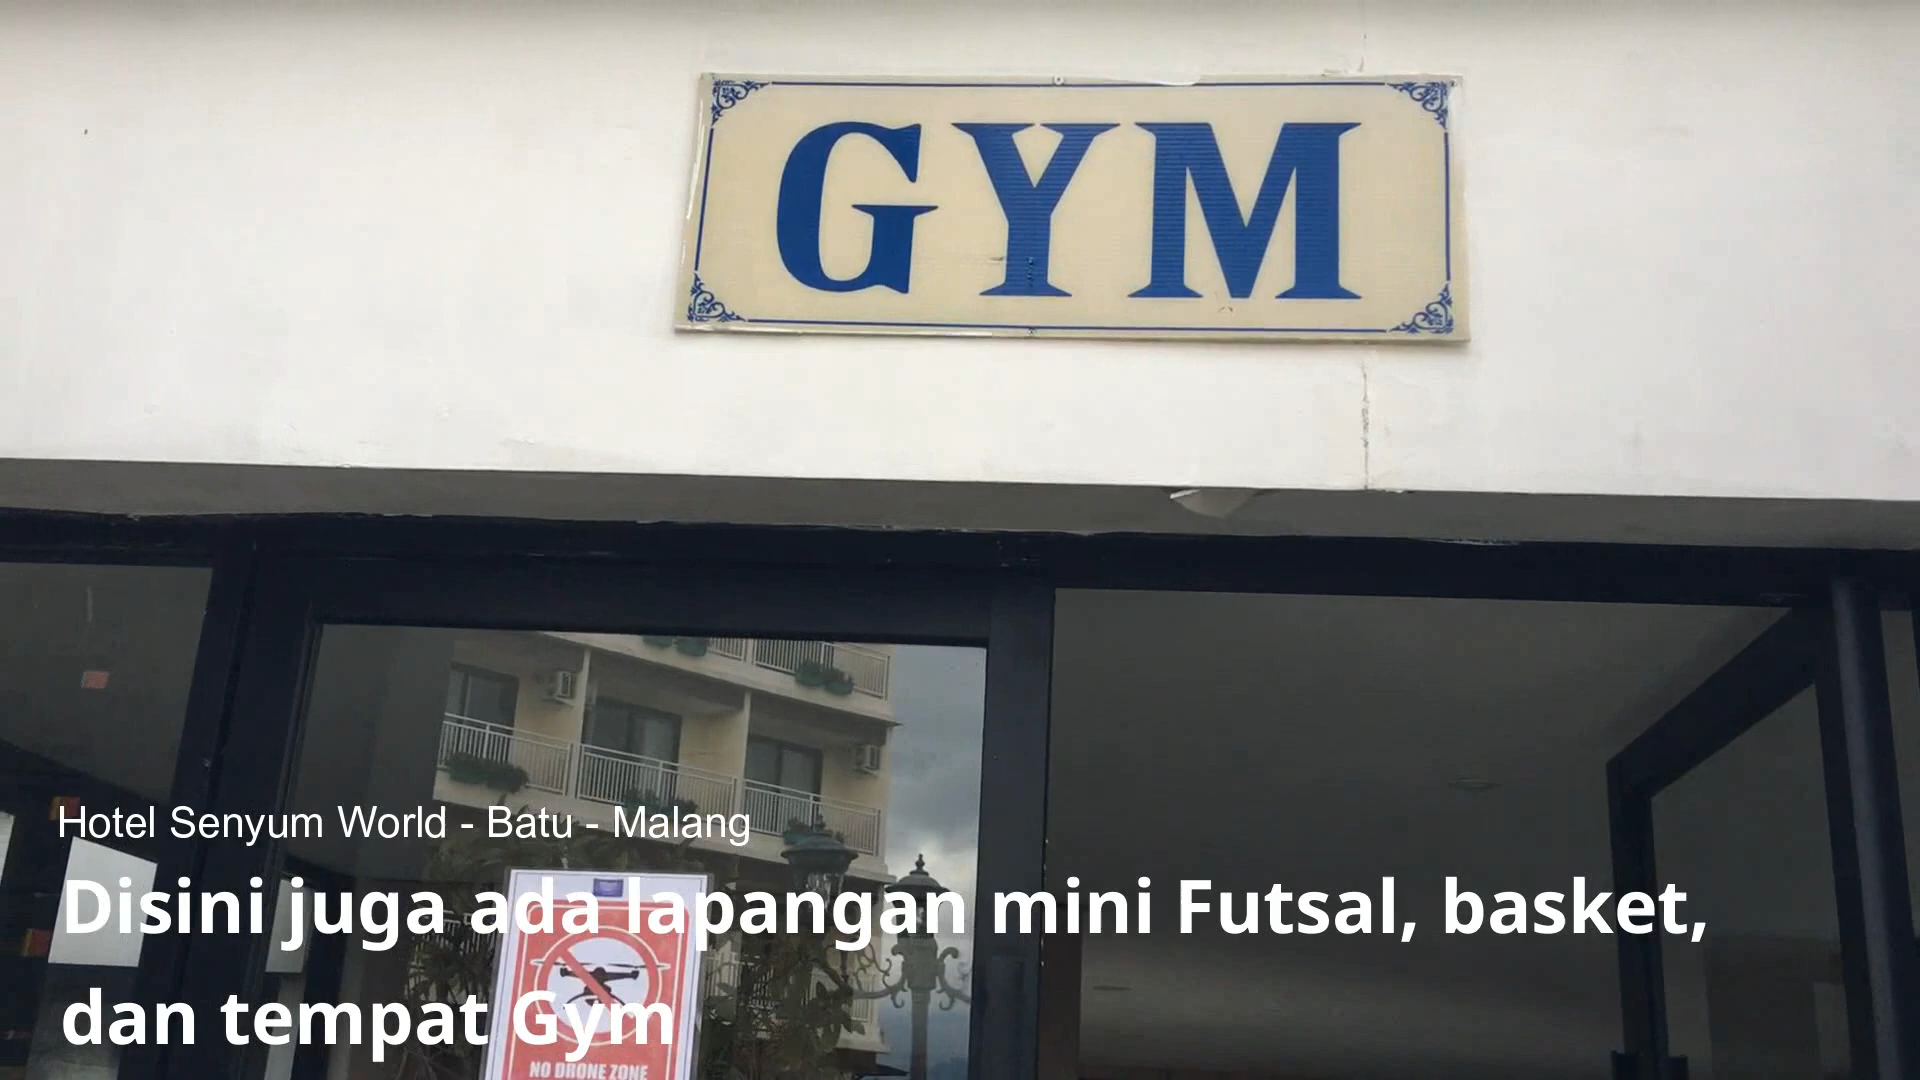 GYM
Hotel Senyum World - Batu - Malang
Disini juga ada lapangan mini Futsal, basket,
dan tempat Gym
NO DRONE ZONE